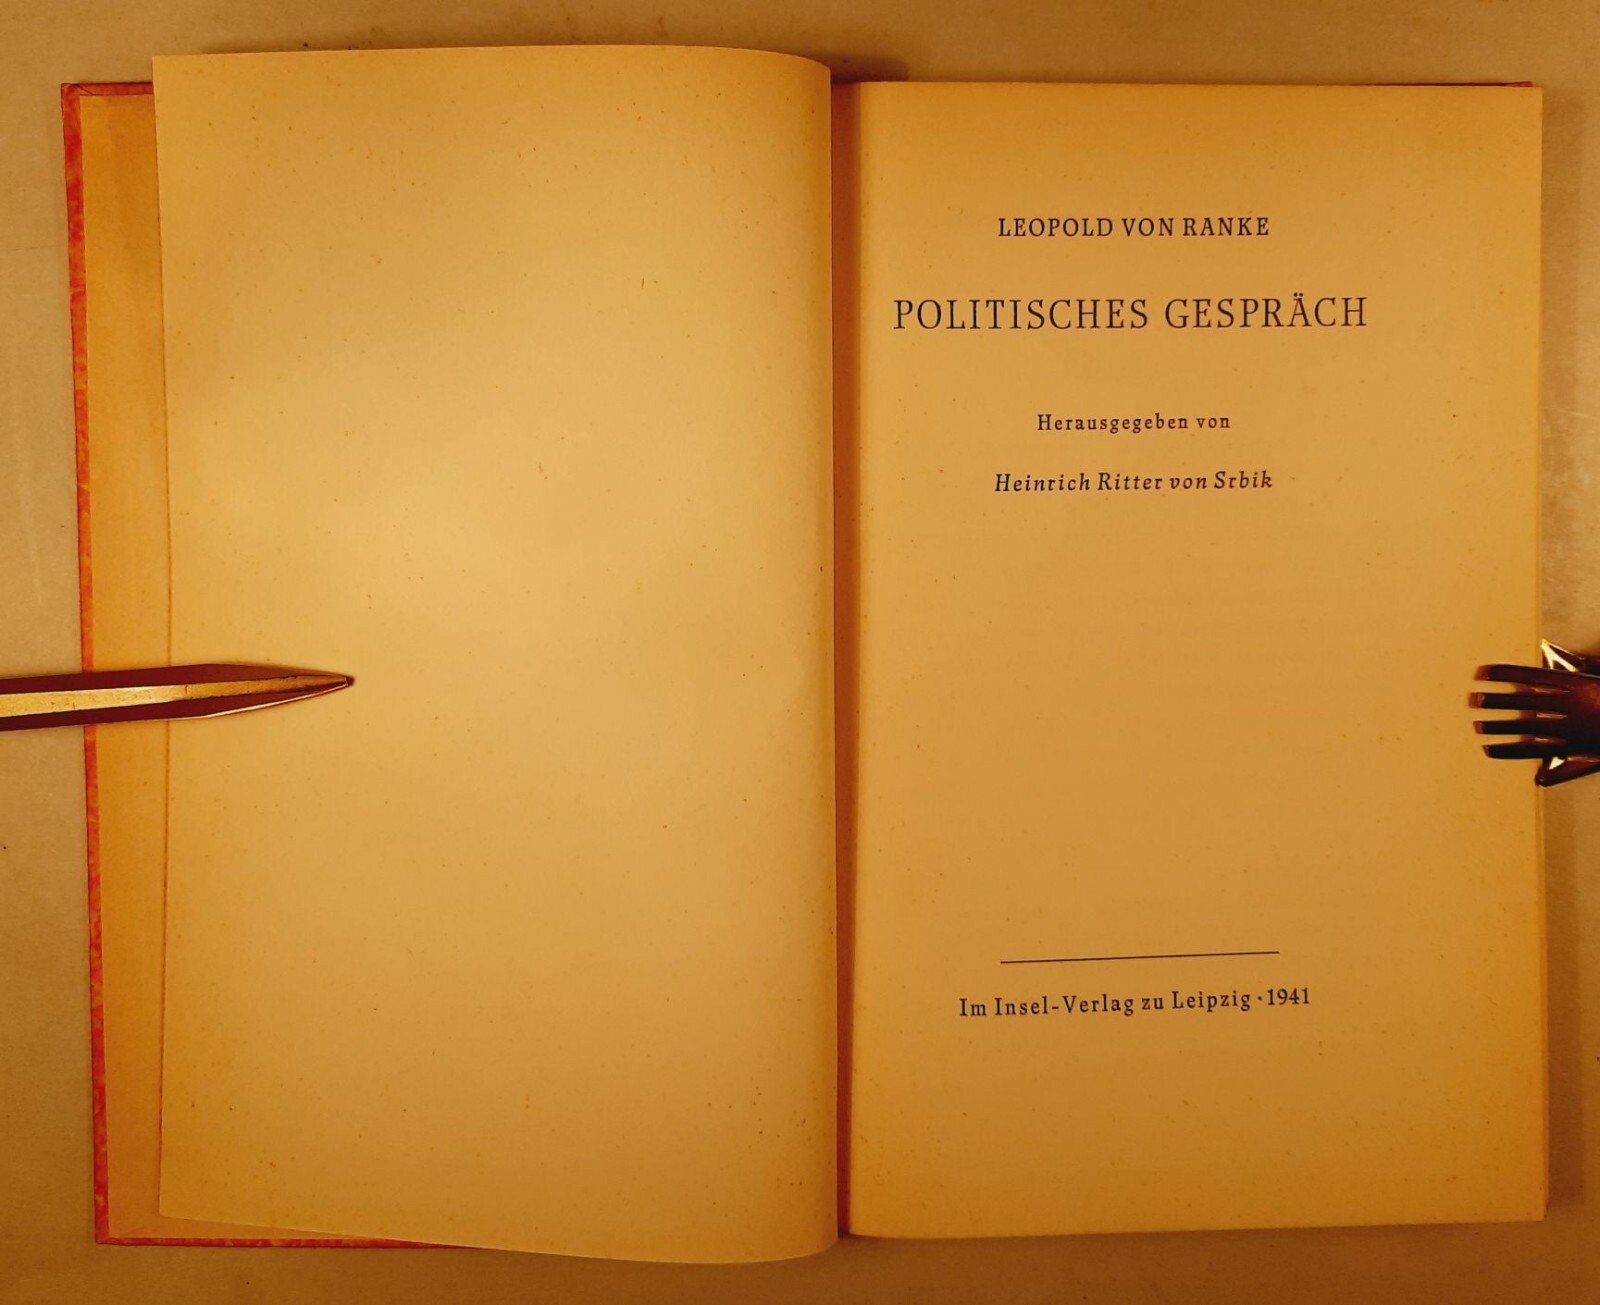 LEOPOLD VON RANKE
POLITISCHES GESPRÄCH
Herausgegeben von
Heinrich Ritter von Srbik
Im Insel-Verlag zu Leipzig · 1941